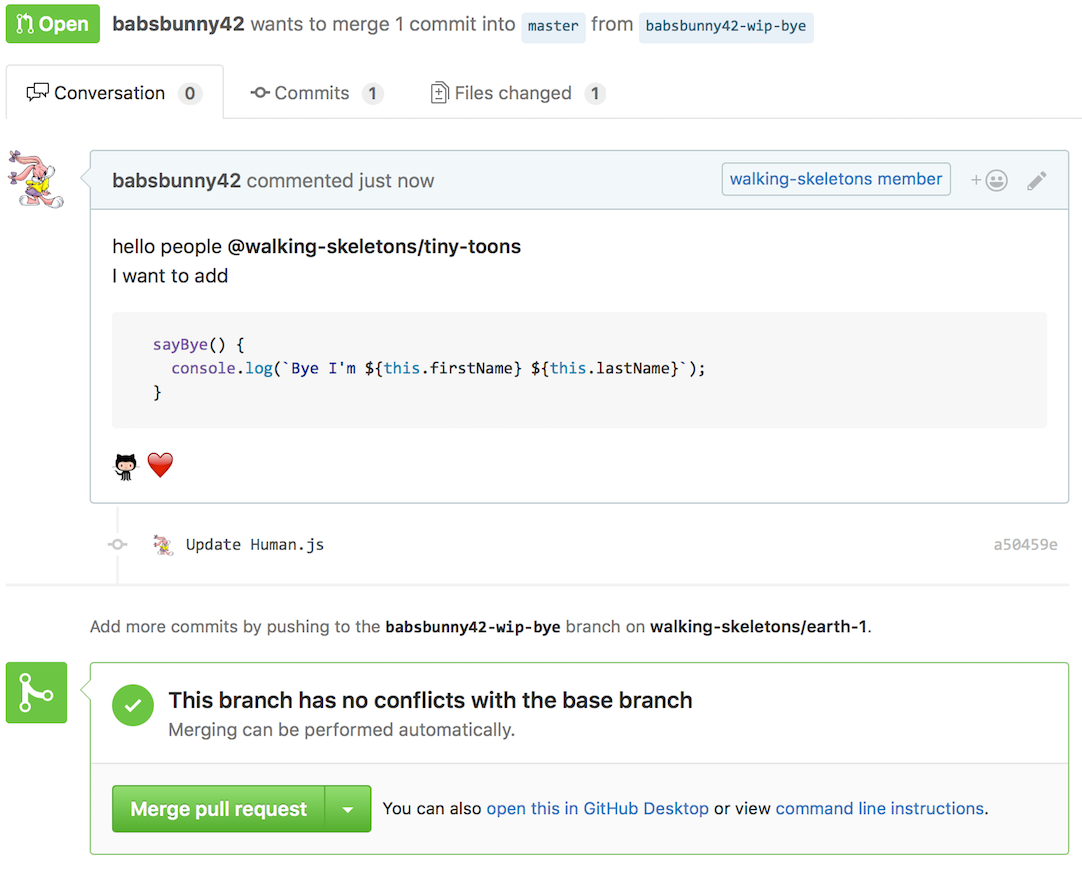 Open babsbunny42 wants to merge 1 commit into master from babsbunny42-wip-bye
Conversation 0 Commits 1 Files changed 1
babsbunny42 commented just now walking-skeletons member +
hello people @walking-skeletons/tiny-toons
I want to add
sayBye() {
console.log(`Bye I'm ${this.firstName} ${this.lastName}`);
}
Update Human.js a50459e
Add more commits by pushing to the babsbunny42-wip-bye branch on walking-skeletons/earth-1.
This branch has no conflicts with the base branch
Merging can be performed automatically.
Merge pull request You can also open this in GitHub Desktop or view command line instructions.